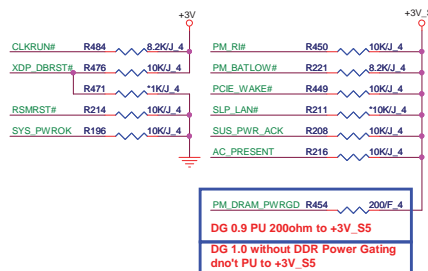 +3V
CLKRUN# R484 8.2K/J_4
XDP_DBRST# R476 10K/J_4
R471 *1K/J_4
RSMRST# R214 10K/J_4
SYS_PWROK R196 10K/J_4
+3V_S
PM_RI# R450 10K/J_4
PM_BATLOW# R221 8.2K/J_4
PCIE_WAKE# R449 10K/J_4
SLP_LAN# R211 *10K/J_4
SUS_PWR_ACK R208 10K/J_4
AC_PRESENT R216 10K/J_4
PM_DRAM_PWRGD R454 200/F_4
DG 0.9 PU 200ohm to +3V_S5
DG 1.0 without DDR Power Gating
dno't PU to +3V_S5